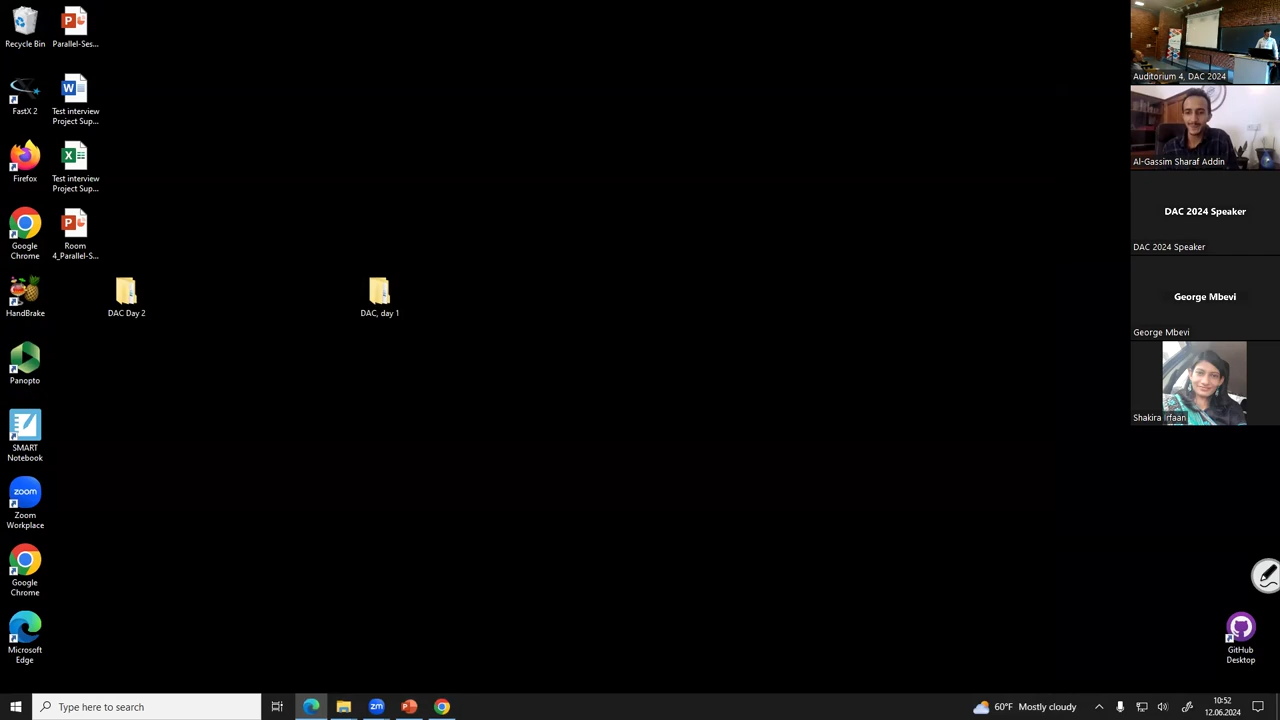 Recycle Bin
Parallel-Ses...
FastX 2
Test interview
Project Sup...
Firefox
Test interview
Project Sup...
Google
Chrome
Room
4_Parallel-S...
HandBrake
DAC Day 2
DAC, day 1
Panopto
SMART
Notebook
zoom
Zoom
Workplace
Google
Chrome
Microsoft
Edge
Auditorium 4, DAC 2024
Al-Gassim Sharaf Addin
DAC 2024 Speaker
DAC 2024 Speaker
George Mbevi
George Mbevi
Shakira Irfaan
GitHub
Desktop
Type here to search
zm
60°F Mostly cloudy
10:52
12.06.2024